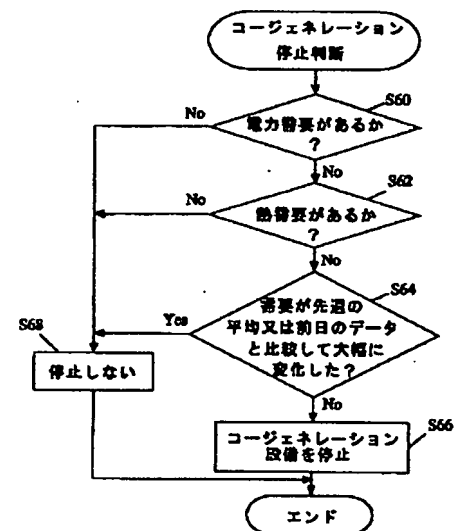 コージェネレーション
停止判断
S60
No
電力需要があるか
?
No
S62
No
熱需要があるか
?
No
S64
需要が先週の
Yes
平均又は前日のデータ
と比較して大幅に
変化した?
S68
停止しない
No
S66
コージェネレーション
設備を停止
エンド